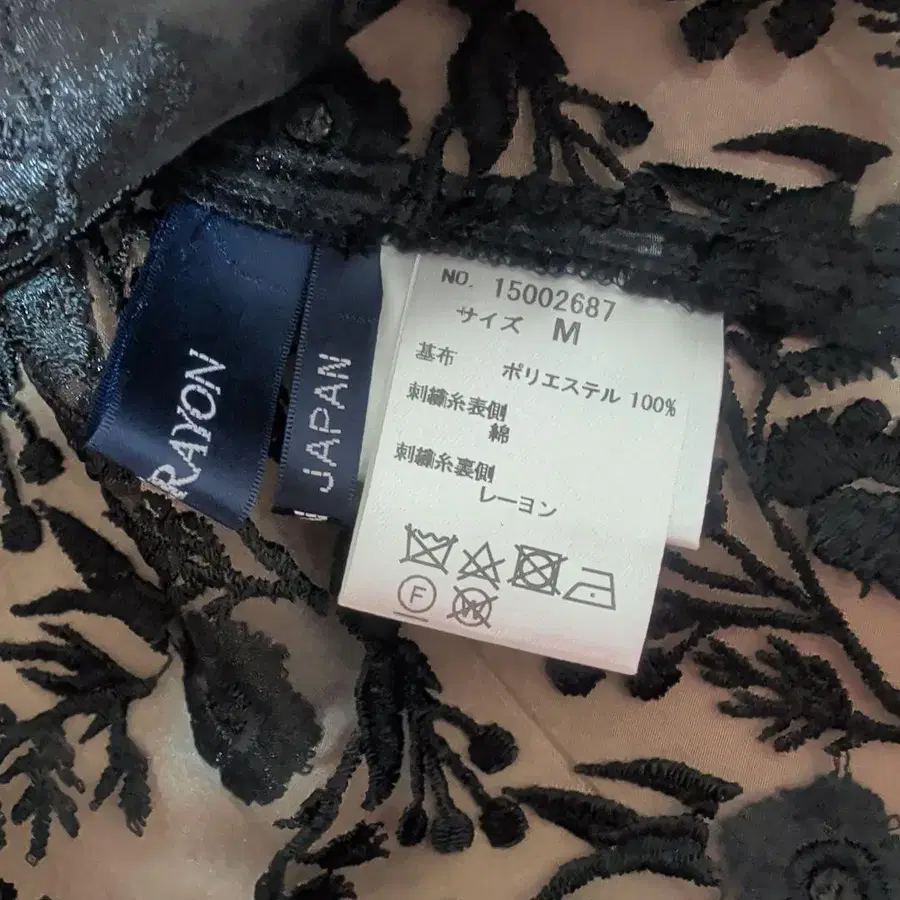 RAYON
JAPAN
NO. 15002687
サイズ M
基布 ポリエステル 100%
刺繍糸表側
綿
刺繍糸裏側
レーヨン
F
W